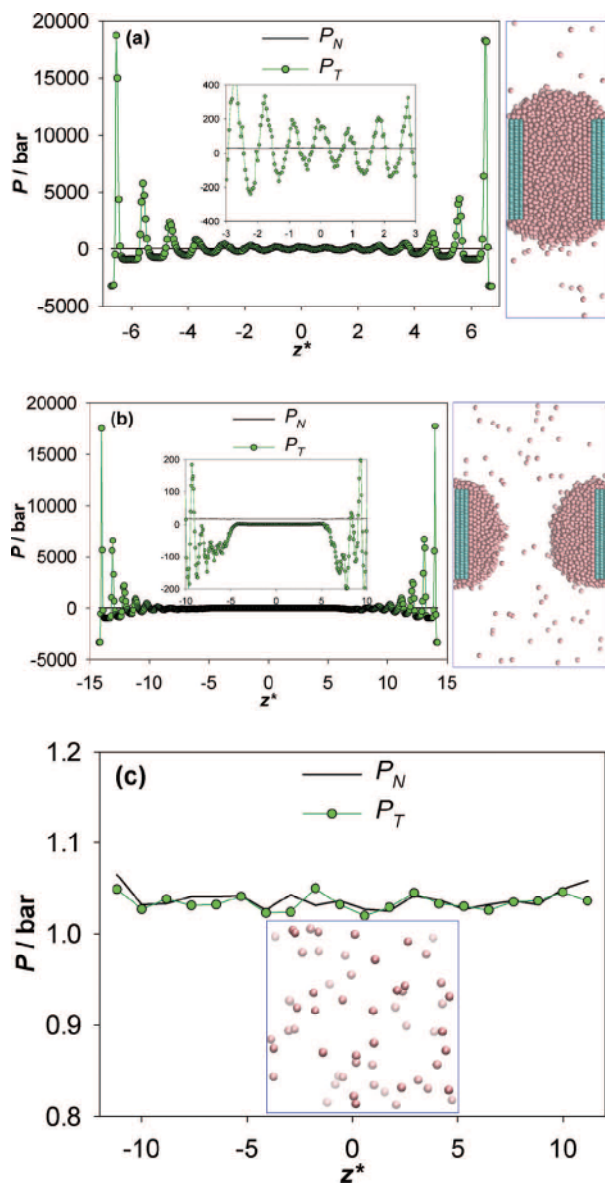 (a)
P_N
P_T
20000
15000
10000
5000
0
-5000
P / bar
400
200
0
-200
400
-3 -2 -1 0 1 2 3
-6 -4 -2 0 2 4 6
z*
(b)
P_N
P_T
20000
15000
10000
5000
0
-5000
P / bar
200
100
0
-100
-200
-10 -5 0 5 10
-15 -10 -5 0 5 10 15
z*
(c)
P_N
P_T
1.2
1.1
1.0
0.9
0.8
P / bar
-10 -5 0 5 10
z*